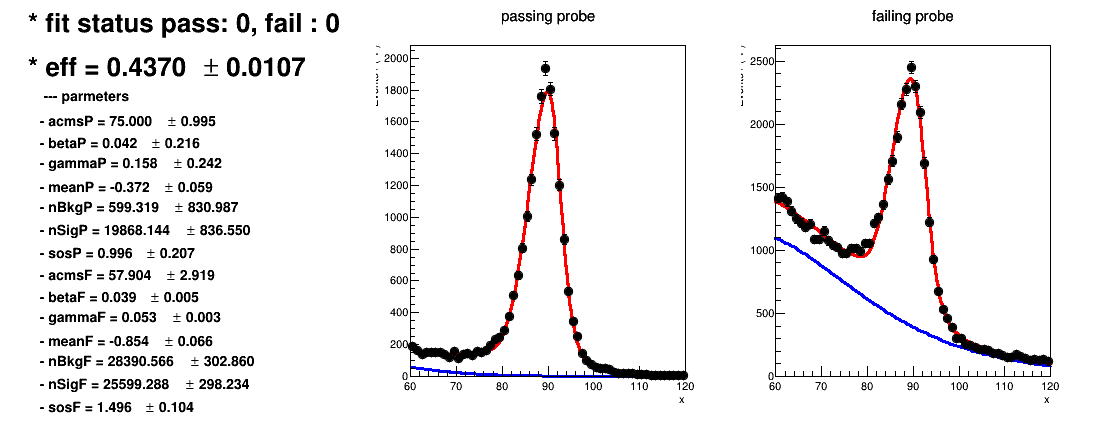 * fit status pass: 0, fail : 0
* eff = 0.4370 ± 0.0107
--- parmeters
- acmsP = 75.000 ± 0.995
- betaP = 0.042 ± 0.216
- gammaP = 0.158 ± 0.242
- meanP = -0.372 ± 0.059
- nBkgP = 599.319 ± 830.987
- nSigP = 19868.144 ± 836.550
- sosP = 0.996 ± 0.207
- acmsF = 57.904 ± 2.919
- betaF = 0.039 ± 0.005
- gammaF = 0.053 ± 0.003
- meanF = -0.854 ± 0.066
- nBkgF = 28390.566 ± 302.860
- nSigF = 25599.288 ± 298.234
- sosF = 1.496 ± 0.104
passing probe
2000
1800
1600
1400
1200
1000
800
600
400
200
0
60 70 80 90 100 110 120
x
failing probe
2500
2000
1500
1000
500
0
60 70 80 90 100 110 120
x